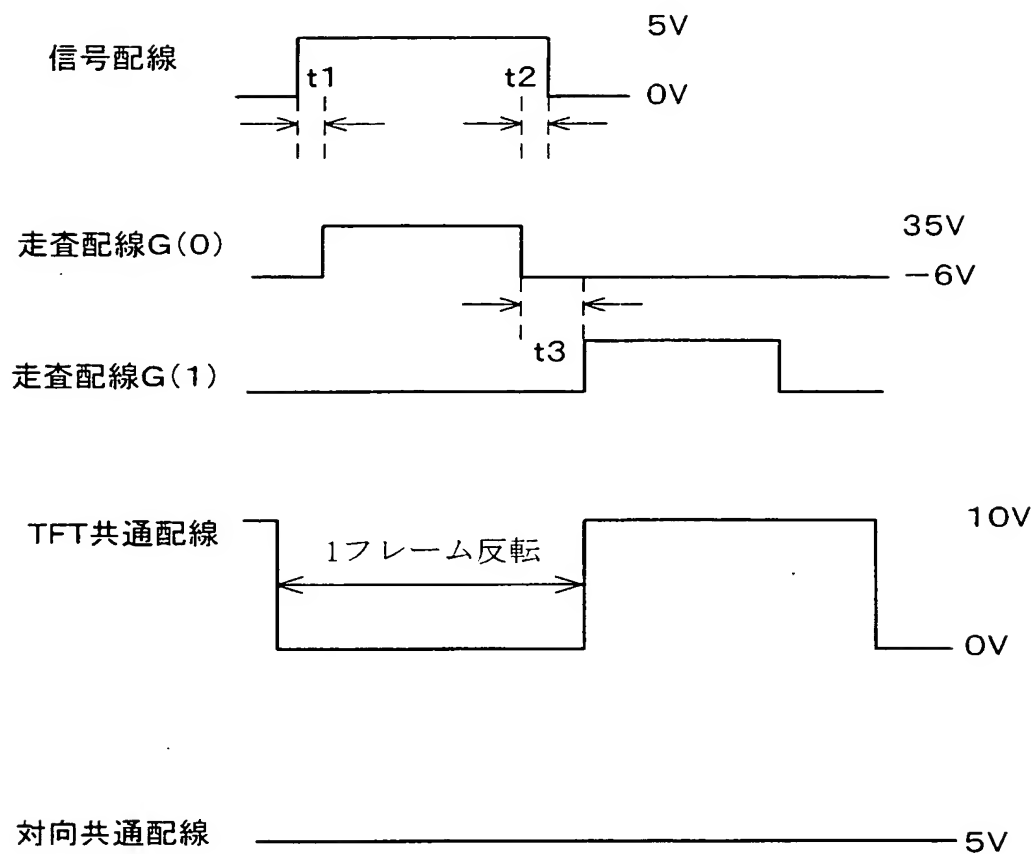 5V
信号配線
t1
t2
0V
35V
走査配線G(0)
−6V
t3
走査配線G(1)
10V
TFT共通配線
1フレーム反転
0V
対向共通配線
5V